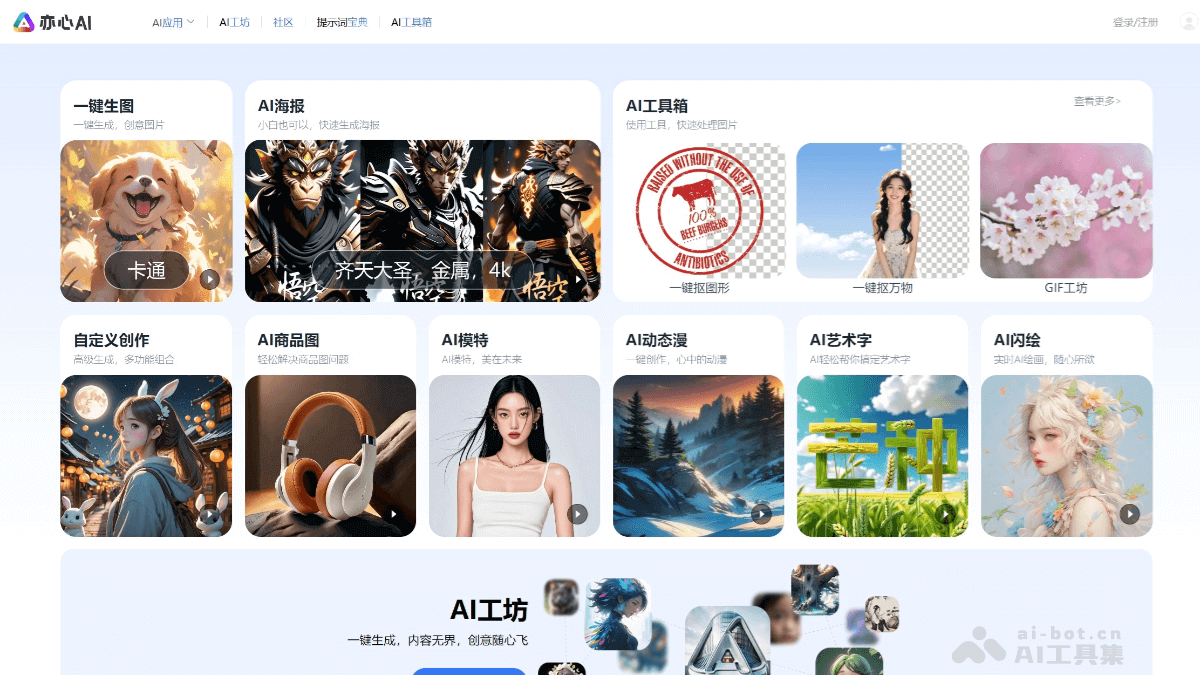 亦心AI
AI应用
AI工坊
社区
提示词宝典
AI工具箱
登录/注册
一键生图
一键生成，创意图片
卡通
AI海报
小白也可以，快速生成海报
齐天大圣，金属，4k
悟空
悟空
悟空
AI工具箱
使用工具，快速处理图片
查看更多>
RAISED WITHOUT THE USE OF
100%
BEEF BURGERS
ANTIBIOTICS
一键抠图形
一键抠万物
GIF工坊
自定义创作
高级生成，多功能组合
AI商品图
轻松解决商品图问题
AI模特
AI模特，美在未来
AI动态漫
一键创作，心中的动漫
AI艺术字
AI轻松帮你搞定艺术字
芒种
AI闪绘
实时AI绘画，随心所欲
AI工坊
一键生成，内容无界，创意随心飞
ai-bot.cn
AI工具集